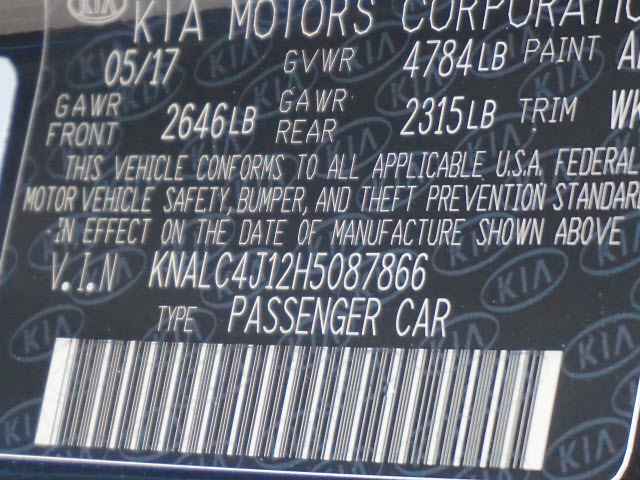 KIA KIA MOTORS CORPORATIO
05/17 GVWR 4784LB PAINT
GAWR FRONT 2646LB GAWR REAR 2315LB TRIM
THIS VEHICLE CONFORMS TO ALL APPLICABLE U.S.A. FEDERAL
MOTOR VEHICLE SAFETY, BUMPER, AND THEFT PREVENTION STANDARD
IN EFFECT ON THE DATE OF MANUFACTURE SHOWN ABOVE
V.I.N KNALC4J12H5087866
TYPE PASSENGER CAR